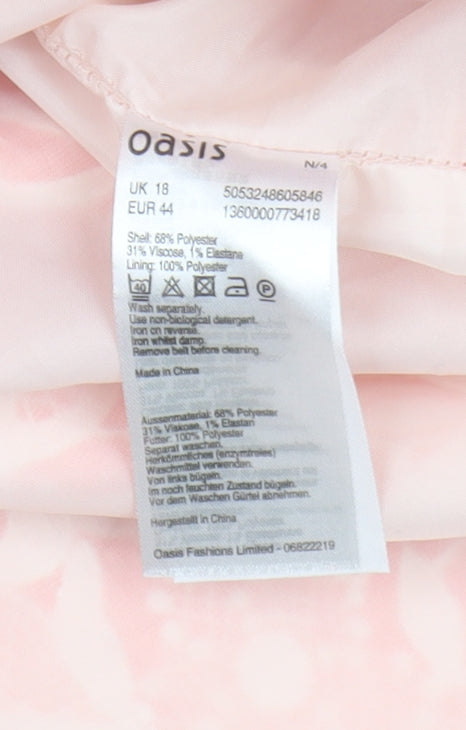 oasis
N/4
UK 18 5053248605846
EUR 44 1360000773418
Shell: 68% Polyester
31% Viscose, 1% Elastane
Lining: 100% Polyester
40 P
Wash separately.
Use non-biological detergent.
Iron on reverse.
Iron whilst damp.
Remove belt before cleaning.
Made in China
Aussenmaterial: 68% Polyester
31% Viskose, 1% Elastan
Futter: 100% Polyester
Separat waschen.
Herkömmliches (enzymfreies)
Waschmittel verwenden.
Von links bügeln.
Im noch feuchten Zustand bügeln.
Vor dem Waschen Gürtel abnehmen.
Hergestellt in China
Oasis Fashions Limited - 06822219